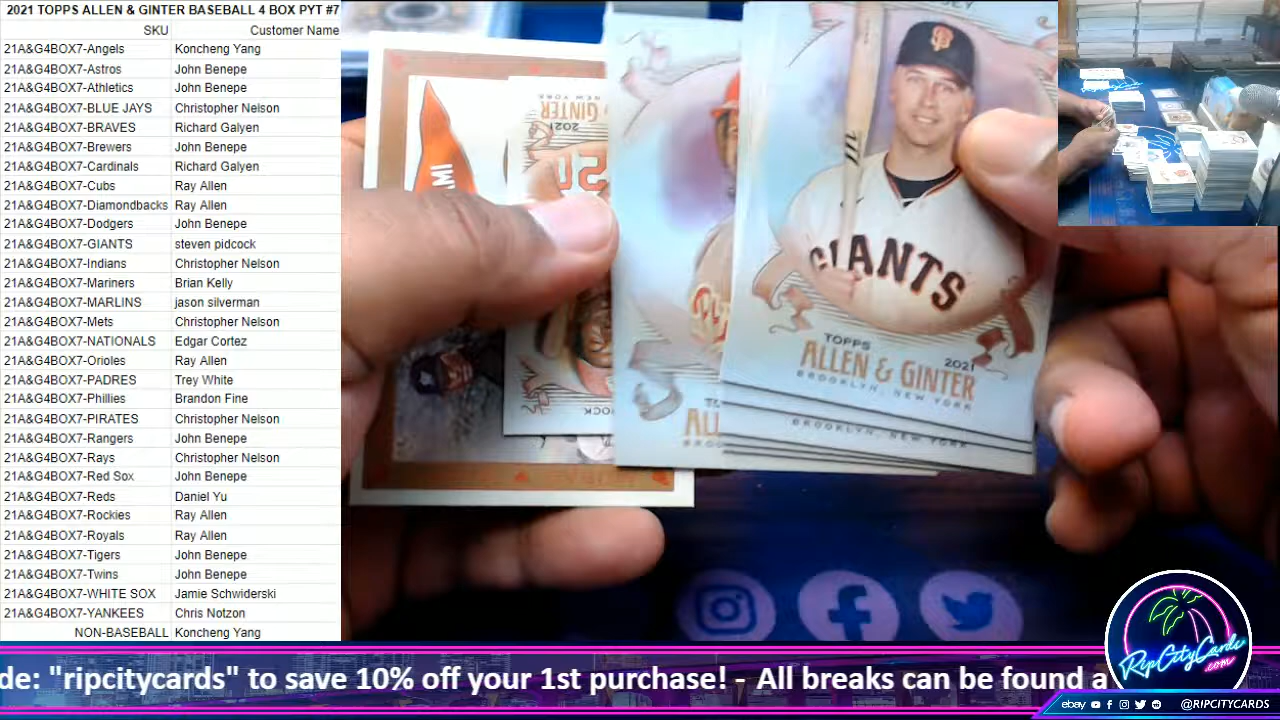 2021 TOPPS ALLEN & GINTER BASEBALL 4 BOX PYT #7
SKU Customer Name
21A&G4BOX7-Angels Koncheng Yang
21A&G4BOX7-Astros John Benepe
21A&G4BOX7-Athletics John Benepe
21A&G4BOX7-BLUE JAYS Christopher Nelson
21A&G4BOX7-BRAVES Richard Galyen
21A&G4BOX7-Brewers John Benepe
21A&G4BOX7-Cardinals Richard Galyen
21A&G4BOX7-Cubs Ray Allen
21A&G4BOX7-Diamondbacks Ray Allen
21A&G4BOX7-Dodgers John Benepe
21A&G4BOX7-GIANTS steven pidcock
21A&G4BOX7-Indians Christopher Nelson
21A&G4BOX7-Mariners Brian Kelly
21A&G4BOX7-MARLINS jason silverman
21A&G4BOX7-Mets Christopher Nelson
21A&G4BOX7-NATIONALS Edgar Cortez
21A&G4BOX7-Orioles Ray Allen
21A&G4BOX7-PADRES Trey White
21A&G4BOX7-Phillies Brandon Fine
21A&G4BOX7-PIRATES Christopher Nelson
21A&G4BOX7-Rangers John Benepe
21A&G4BOX7-Rays Christopher Nelson
21A&G4BOX7-Red Sox John Benepe
21A&G4BOX7-Reds Daniel Yu
21A&G4BOX7-Rockies Ray Allen
21A&G4BOX7-Royals Ray Allen
21A&G4BOX7-Tigers John Benepe
21A&G4BOX7-Twins John Benepe
21A&G4BOX7-WHITE SOX Jamie Schwiderski
21A&G4BOX7-YANKEES Chris Notzon
NON-BASEBALL Koncheng Yang
NEW YORK
GINTER
2021
GIANTS
TOPPS 2021
ALLEN & GINTER
BROOKLYN, NEW YORK
BROOKLYN, NEW YORK
de: "ripcitycards" to save 10% off your 1st purchase! - All breaks can be found a
RipCityCards
.com
ebay @RIPCITYCARDS